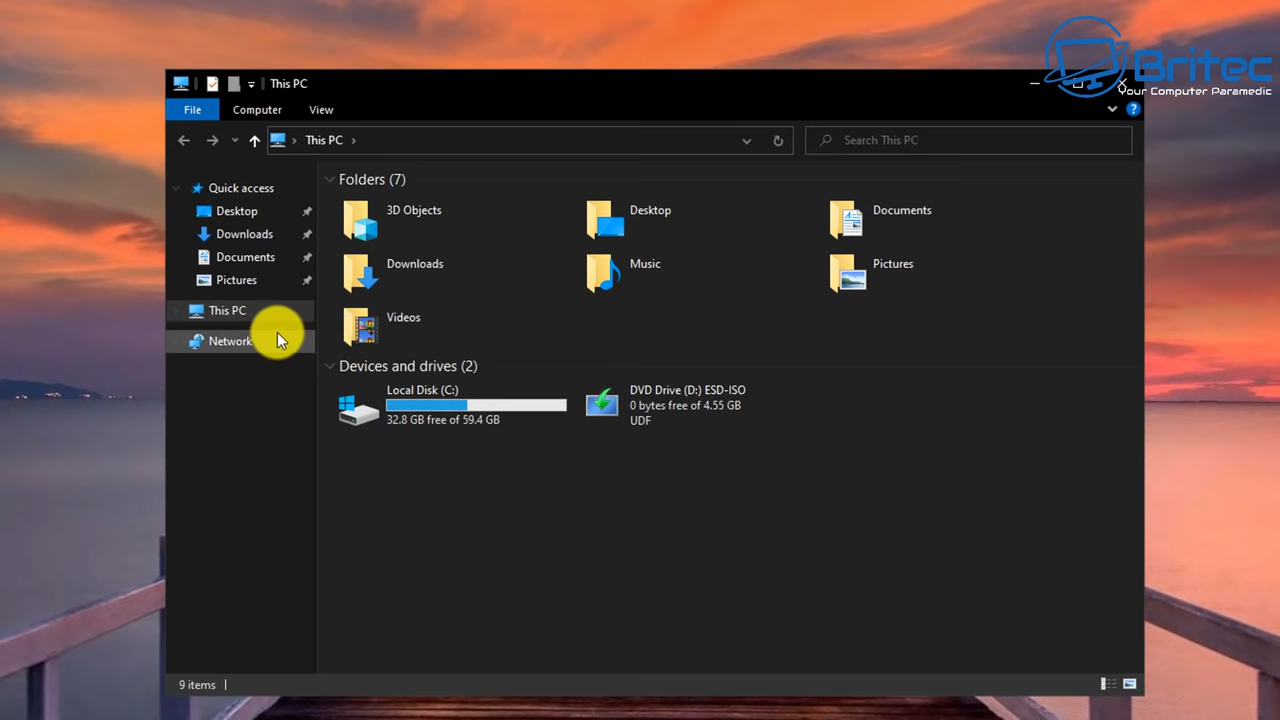 Britec
Your Computer Paramedic
This PC
File
Computer
View
This PC
Search This PC
Quick access
Desktop
Downloads
Documents
Pictures
This PC
Network
Folders (7)
3D Objects
Desktop
Documents
Downloads
Music
Pictures
Videos
Devices and drives (2)
Local Disk (C:)
32.8 GB free of 59.4 GB
DVD Drive (D:) ESD-ISO
0 bytes free of 4.55 GB
UDF
9 items